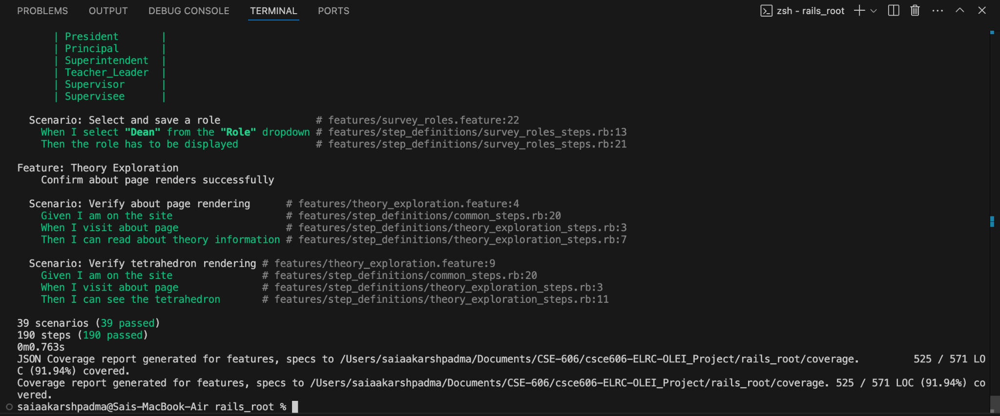 PROBLEMS OUTPUT DEBUG CONSOLE TERMINAL PORTS zsh - rails_root
| President |
| Principal |
| Superintendent |
| Teacher_Leader |
| Supervisor |
| Supervisee |
Scenario: Select and save a role # features/survey_roles.feature:22
When I select "Dean" from the "Role" dropdown # features/step_definitions/survey_roles_steps.rb:13
Then the role has to be displayed # features/step_definitions/survey_roles_steps.rb:21
Feature: Theory Exploration
Confirm about page renders successfully
Scenario: Verify about page rendering # features/theory_exploration.feature:4
Given I am on the site # features/step_definitions/common_steps.rb:20
When I visit about page # features/step_definitions/theory_exploration_steps.rb:3
Then I can read about theory information # features/step_definitions/theory_exploration_steps.rb:7
Scenario: Verify tetrahedron rendering # features/theory_exploration.feature:9
Given I am on the site # features/step_definitions/common_steps.rb:20
When I visit about page # features/step_definitions/theory_exploration_steps.rb:3
Then I can see the tetrahedron # features/step_definitions/theory_exploration_steps.rb:11
39 scenarios (39 passed)
190 steps (190 passed)
0m0.763s
JSON Coverage report generated for features, specs to /Users/saiaakarshpadma/Documents/CSE-606/csce606-ELRC-OLEI_Project/rails_root/coverage. 525 / 571 LO
C (91.94%) covered.
Coverage report generated for features, specs to /Users/saiaakarshpadma/Documents/CSE-606/csce606-ELRC-OLEI_Project/rails_root/coverage. 525 / 571 LOC (91.94%) co
vered.
saiaakarshpadma@Sais-MacBook-Air rails_root %